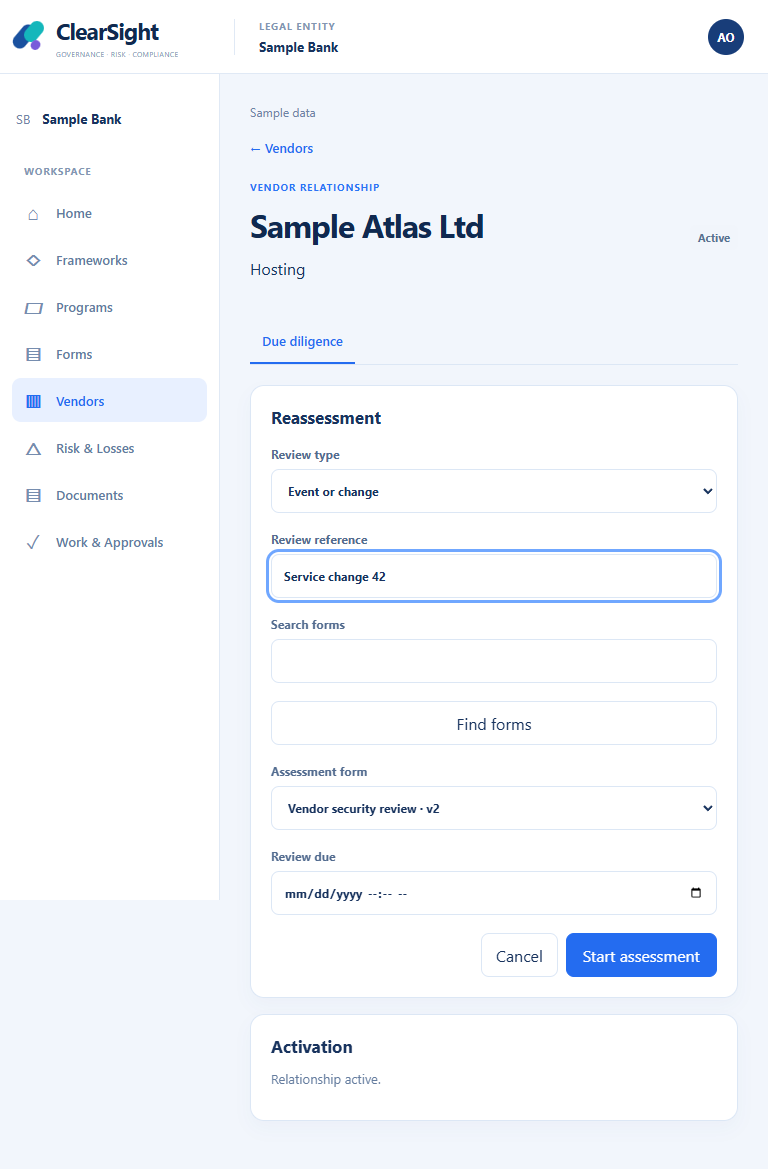 ClearSight
GOVERNANCE · RISK · COMPLIANCE
LEGAL ENTITY
Sample Bank
AO
SB Sample Bank
WORKSPACE
Home
Frameworks
Programs
Forms
Vendors
Risk & Losses
Documents
Work & Approvals
Sample data
← Vendors
VENDOR RELATIONSHIP
Sample Atlas Ltd
Active
Hosting
Due diligence
Reassessment
Review type
Event or change
Review reference
Service change 42
Search forms
Find forms
Assessment form
Vendor security review · v2
Review due
mm/dd/yyyy --:-- --
Cancel
Start assessment
Activation
Relationship active.